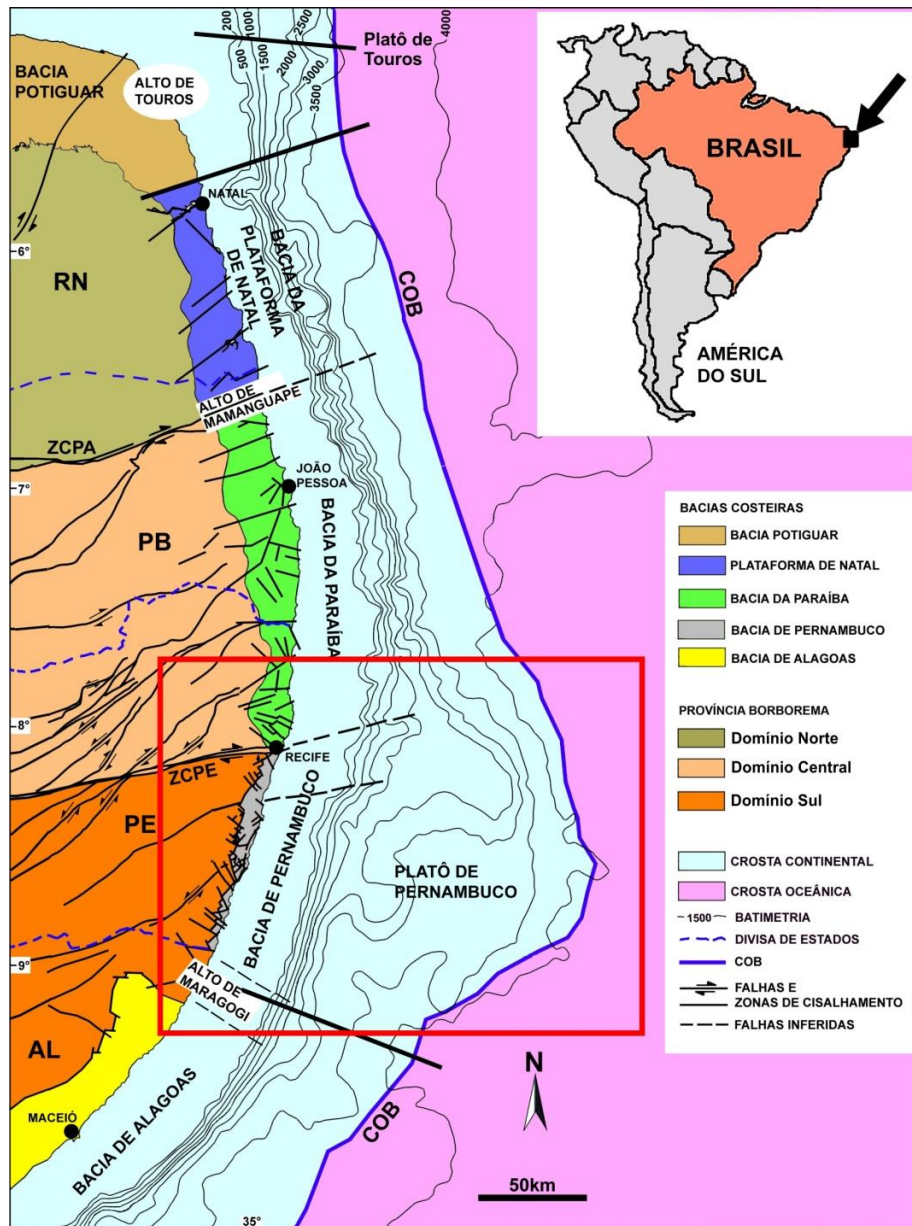 200
500
1000
1500
2000
2500
3000
3500
4000
Platô de
Touros
BACIA
POTIGUAR
ALTO DE
TOUROS
NATAL
6°
RN
BACIA DA
PLATAFORMA
DE NATAL
COB
ALTO DE
MAMANGUAPE
ZCPA
7°
JOÃO
PESSOA
PB
BACIA DA PARAÍBA
8°
RECIFE
ZCPE
PE
BACIA DE PERNAMBUCO
PLATÔ DE
PERNAMBUCO
9°
ALTO DE
MARAGOGI
AL
MACEIÓ
BACIA DE ALAGOAS
COB
N
50km
35°
BRASIL
AMÉRICA
DO SUL
BACIAS COSTEIRAS
BACIA POTIGUAR
PLATAFORMA DE NATAL
BACIA DA PARAÍBA
BACIA DE PERNAMBUCO
BACIA DE ALAGOAS
PROVÍNCIA BORBOREMA
Domínio Norte
Domínio Central
Domínio Sul
CROSTA CONTINENTAL
CROSTA OCEÂNICA
1500 BATIMETRIA
DIVISA DE ESTADOS
COB
FALHAS E
ZONAS DE CISALHAMENTO
FALHAS INFERIDAS